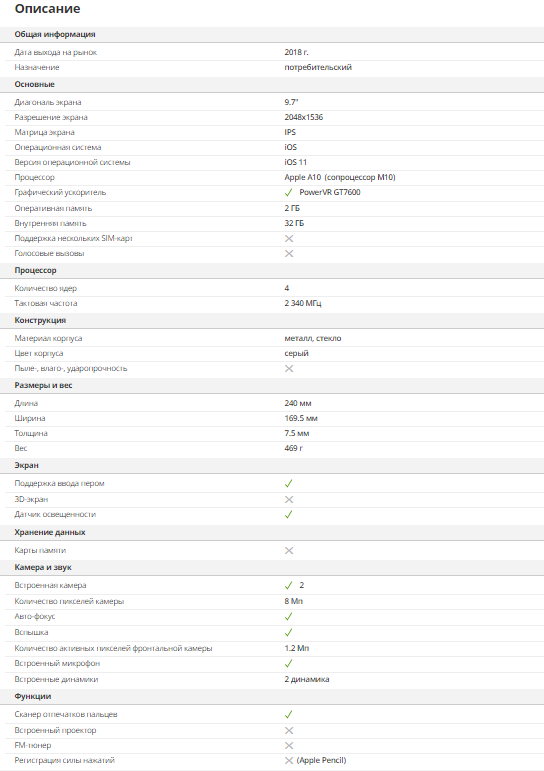 Описание
Общая информация
Дата выхода на рынок 2018 г.
Назначение потребительский
Основные
Диагональ экрана 9.7"
Разрешение экрана 2048x1536
Матрица экрана IPS
Операционная система iOS
Версия операционной системы iOS 11
Процессор Apple A10 (сопроцессор M10)
Графический ускоритель PowerVR GT7600
Оперативная память 2 ГБ
Внутренняя память 32 ГБ
Поддержка нескольких SIM-карт
Голосовые вызовы
Процессор
Количество ядер 4
Тактовая частота 2 340 МГц
Конструкция
Материал корпуса металл, стекло
Цвет корпуса серый
Пыле-, влаго-, ударопрочность
Размеры и вес
Длина 240 мм
Ширина 169.5 мм
Толщина 7.5 мм
Вес 469 г
Экран
Поддержка ввода пером
3D-экран
Датчик освещенности
Хранение данных
Карты памяти
Камера и звук
Встроенная камера 2
Количество пикселей камеры 8 Мп
Авто-фокус
Вспышка
Количество активных пикселей фронтальной камеры 1.2 Мп
Встроенный микрофон
Встроенные динамики 2 динамика
Функции
Сканер отпечатков пальцев
Встроенный проектор
FM-тюнер
Регистрация силы нажатий (Apple Pencil)